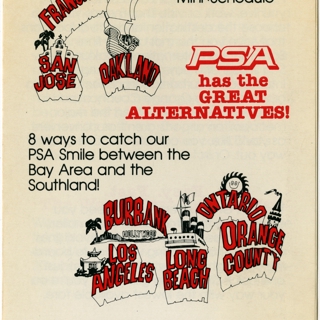 Mini-Schedule
SAN
JOSE
OAKLAND
PSA
has the
GREAT
ALTERNATIVES!
8 ways to catch our
PSA Smile between the
Bay Area and the
Southland!
BURBANK
HOLLYWOOD
ONTARIO
LOS
ANGELES
LONG
BEACH
ORANGE
COUNTY